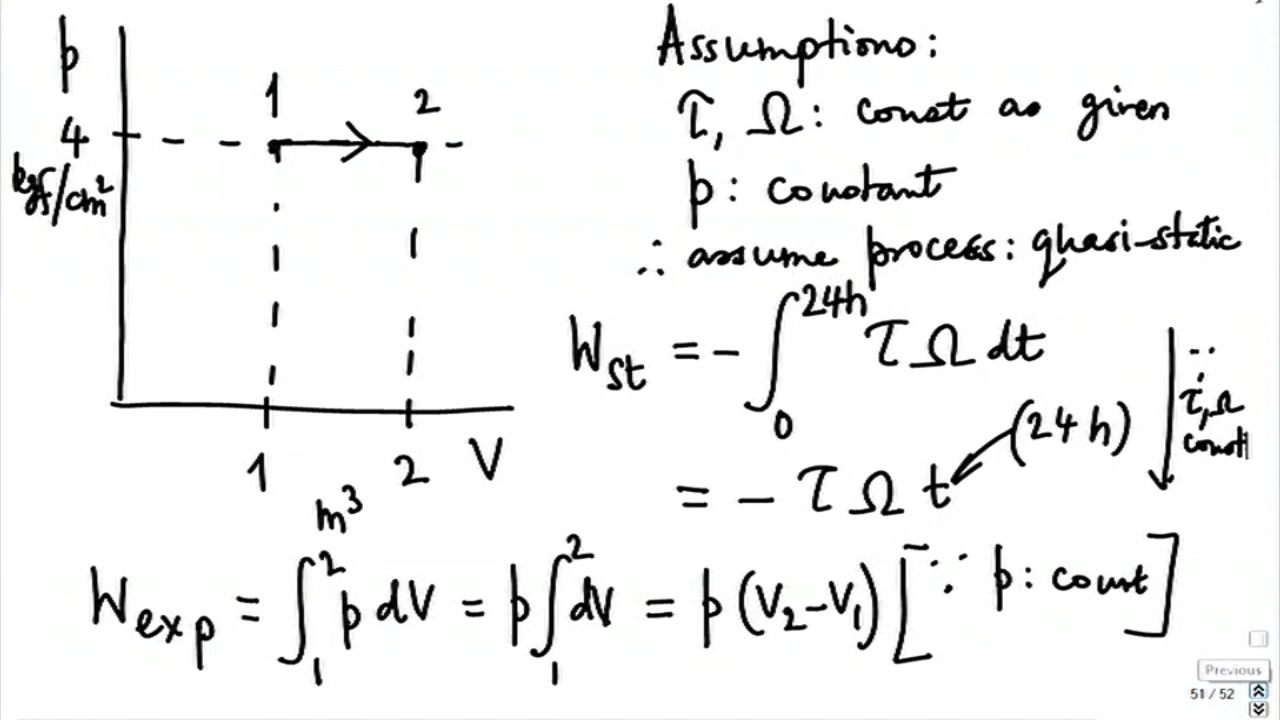 p
4
kgf/cm²
1
2
1
2
V
m³
Assumptions:
τ, Ω: const as given
p: constant
∴ assume process: quasi-static
W_st = - ∫₀^24h τ Ω dt
∵ τ, Ω const
= - τ Ω t (24 h)
W_exp = ∫₁² p dV = p ∫₁² dV = p (V₂-V₁) [∵ p: const]
Previous
51 / 52